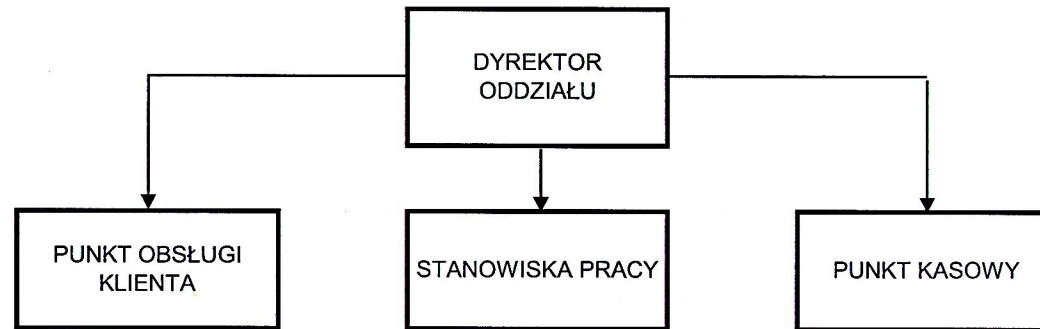 DYREKTOR
ODDZIAŁU
PUNKT OBSŁUGI
KLIENTA
STANOWISKA PRACY
PUNKT KASOWY